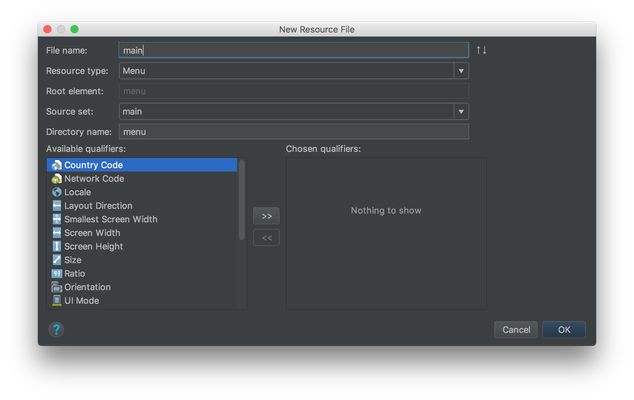 New Resource File
File name: main
Resource type: Menu
Root element: menu
Source set: main
Directory name: menu
Available qualifiers: Chosen qualifiers:
Country Code
Network Code
Locale
Layout Direction
Smallest Screen Width
Screen Width
Screen Height
Size
Ratio
Orientation
UI Mode
Nothing to show
>>
<<
? Cancel OK